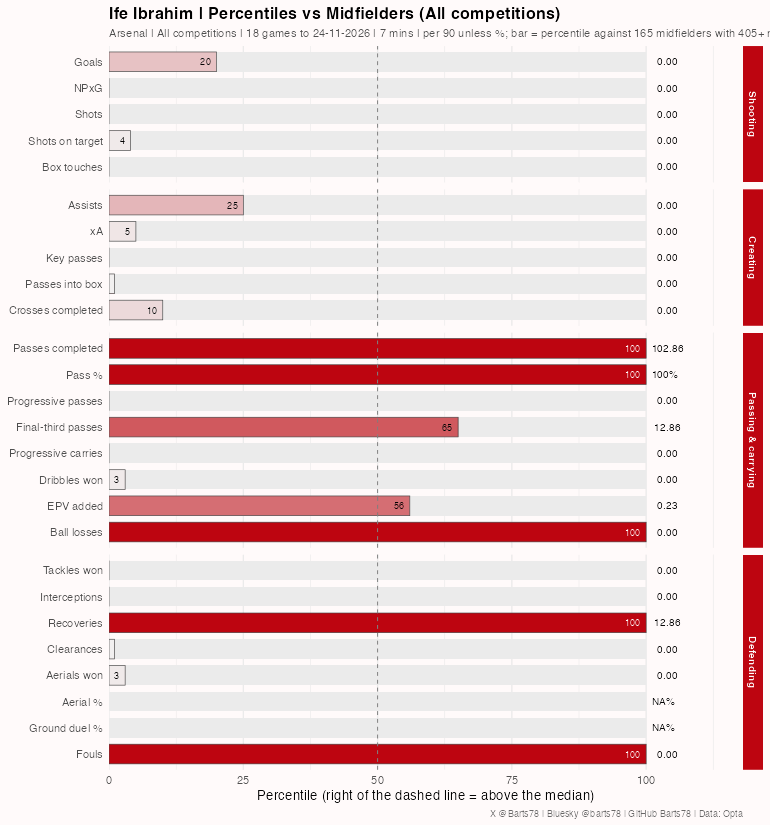 Ife Ibrahim | Percentiles vs Midfielders (All competitions)
Arsenal | All competitions | 18 games to 24-11-2026 | 7 mins | per 90 unless %; bar = percentile against 165 midfielders with 405+
Goals 20 0.00
NPxG 0.00
Shots 0.00
Shots on target 4 0.00
Box touches 0.00
Shooting
Assists 25 0.00
xA 5 0.00
Key passes 0.00
Passes into box 0.00
Crosses completed 10 0.00
Creating
Passes completed 100 102.86
Pass % 100 100%
Progressive passes 0.00
Final-third passes 65 12.86
Progressive carries 0.00
Dribbles won 3 0.00
EPV added 56 0.23
Ball losses 100 0.00
Passing & carrying
Tackles won 0.00
Interceptions 0.00
Recoveries 100 12.86
Clearances 0.00
Aerials won 3 0.00
Aerial % NA%
Ground duel % NA%
Fouls 100 0.00
Defending
0 25 50 75 100
Percentile (right of the dashed line = above the median)
X @Barts78 | Bluesky @barts78 | GitHub Barts78 | Data: Opta